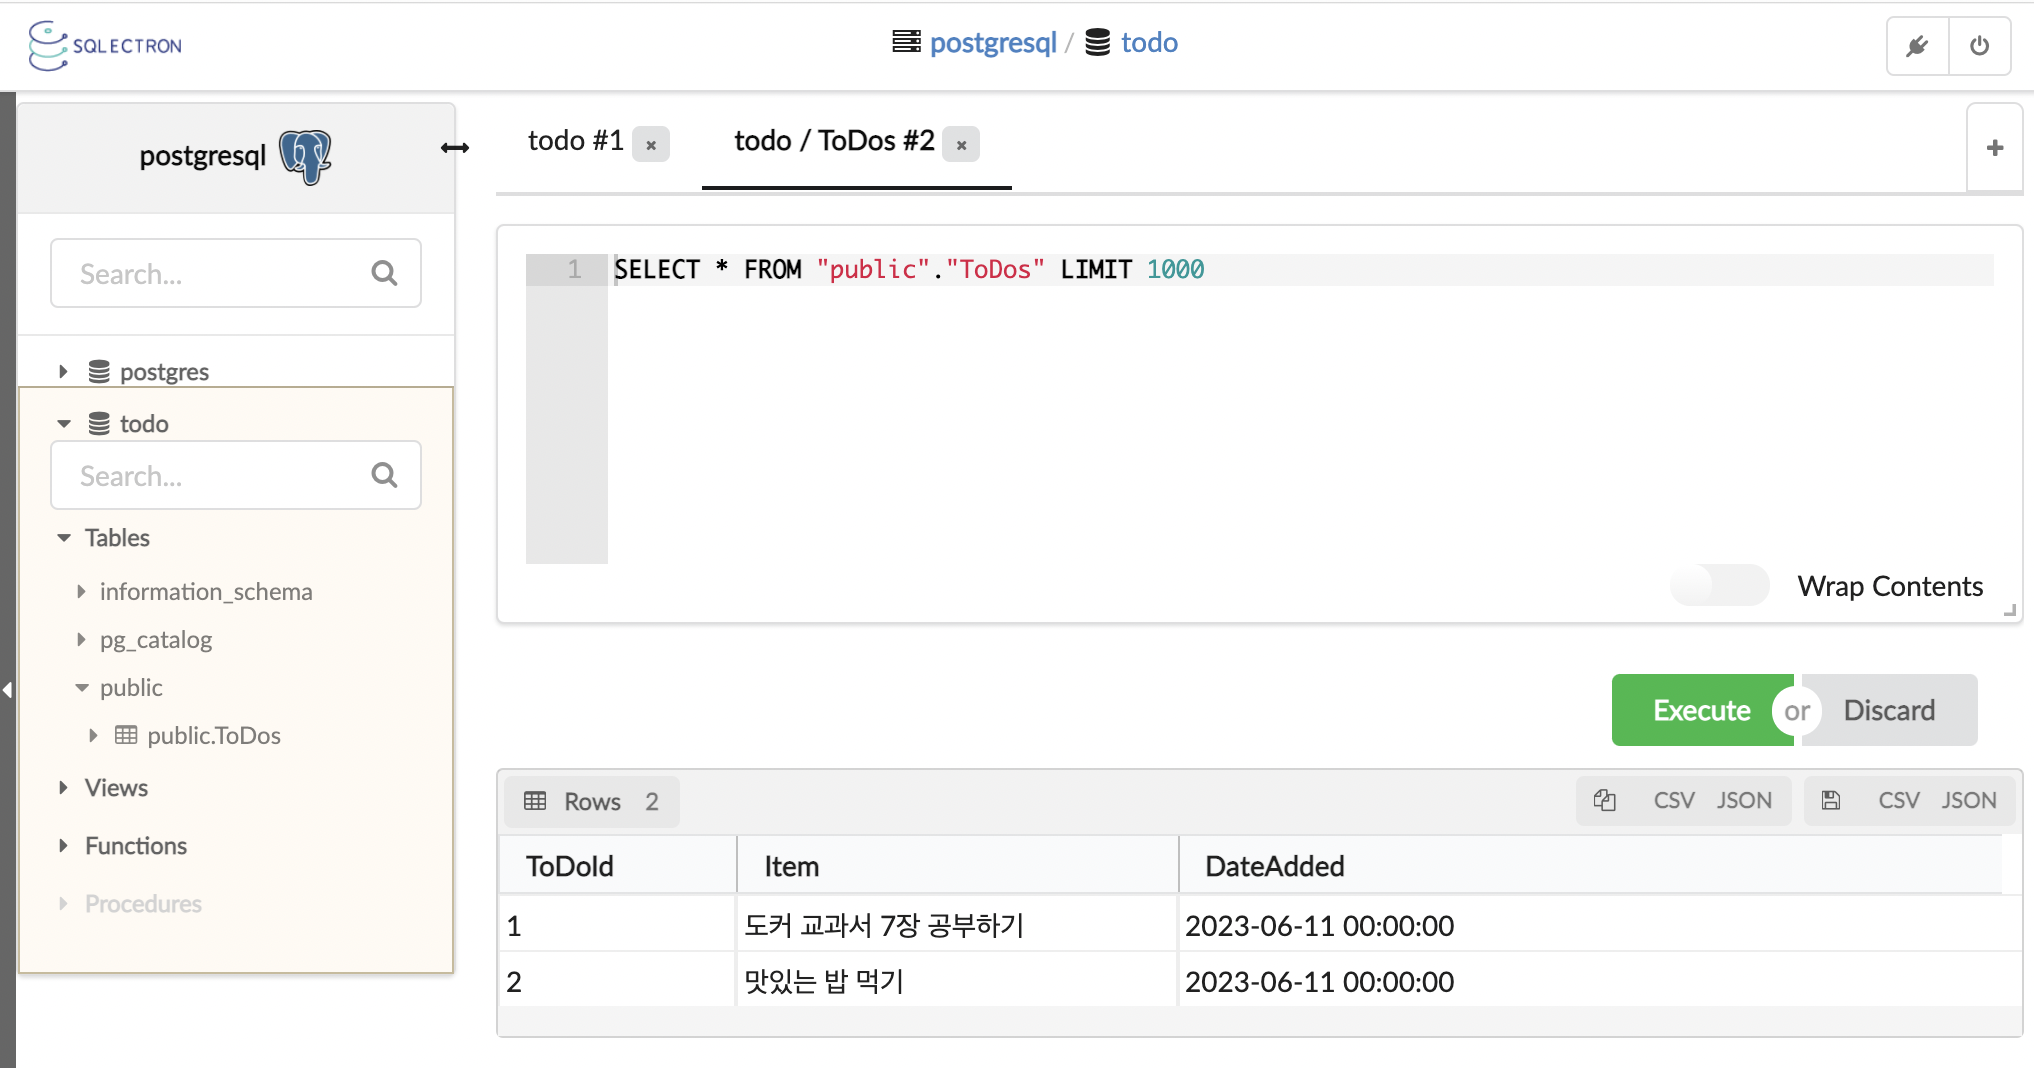 SQLECTRON
postgresql / todo
postgresql
Search...
postgres
todo
Search...
Tables
information_schema
pg_catalog
public
public.ToDos
Views
Functions
Procedures
todo #1 ×
todo / ToDos #2 ×
+
1 SELECT * FROM "public"."ToDos" LIMIT 1000
Wrap Contents
Execute or Discard
Rows 2
CSV JSON
CSV JSON
ToDoId Item DateAdded
1 도커 교과서 7장 공부하기 2023-06-11 00:00:00
2 맛있는 밥 먹기 2023-06-11 00:00:00